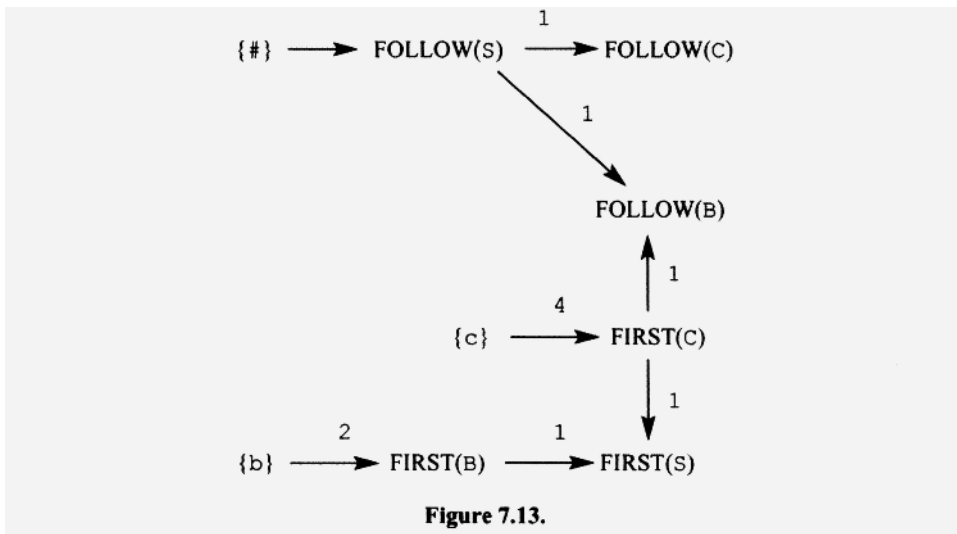 1
{#} FOLLOW(S) FOLLOW(C)
1
FOLLOW(B)
1
4
{c} FIRST(C)
1
2 1
{b} FIRST(B) FIRST(S)
Figure 7.13.